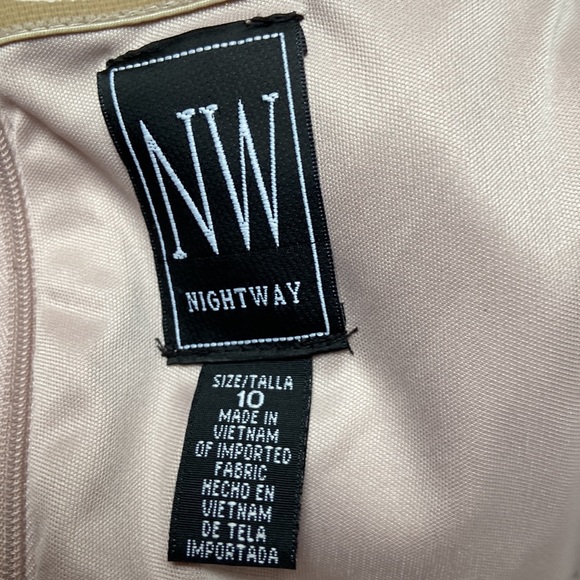 NW
NIGHTWAY
SIZE/TALLA
10
MADE IN
VIETNAM
OF IMPORTED
FABRIC
HECHO EN
VIETNAM
DE TELA
IMPORTADA